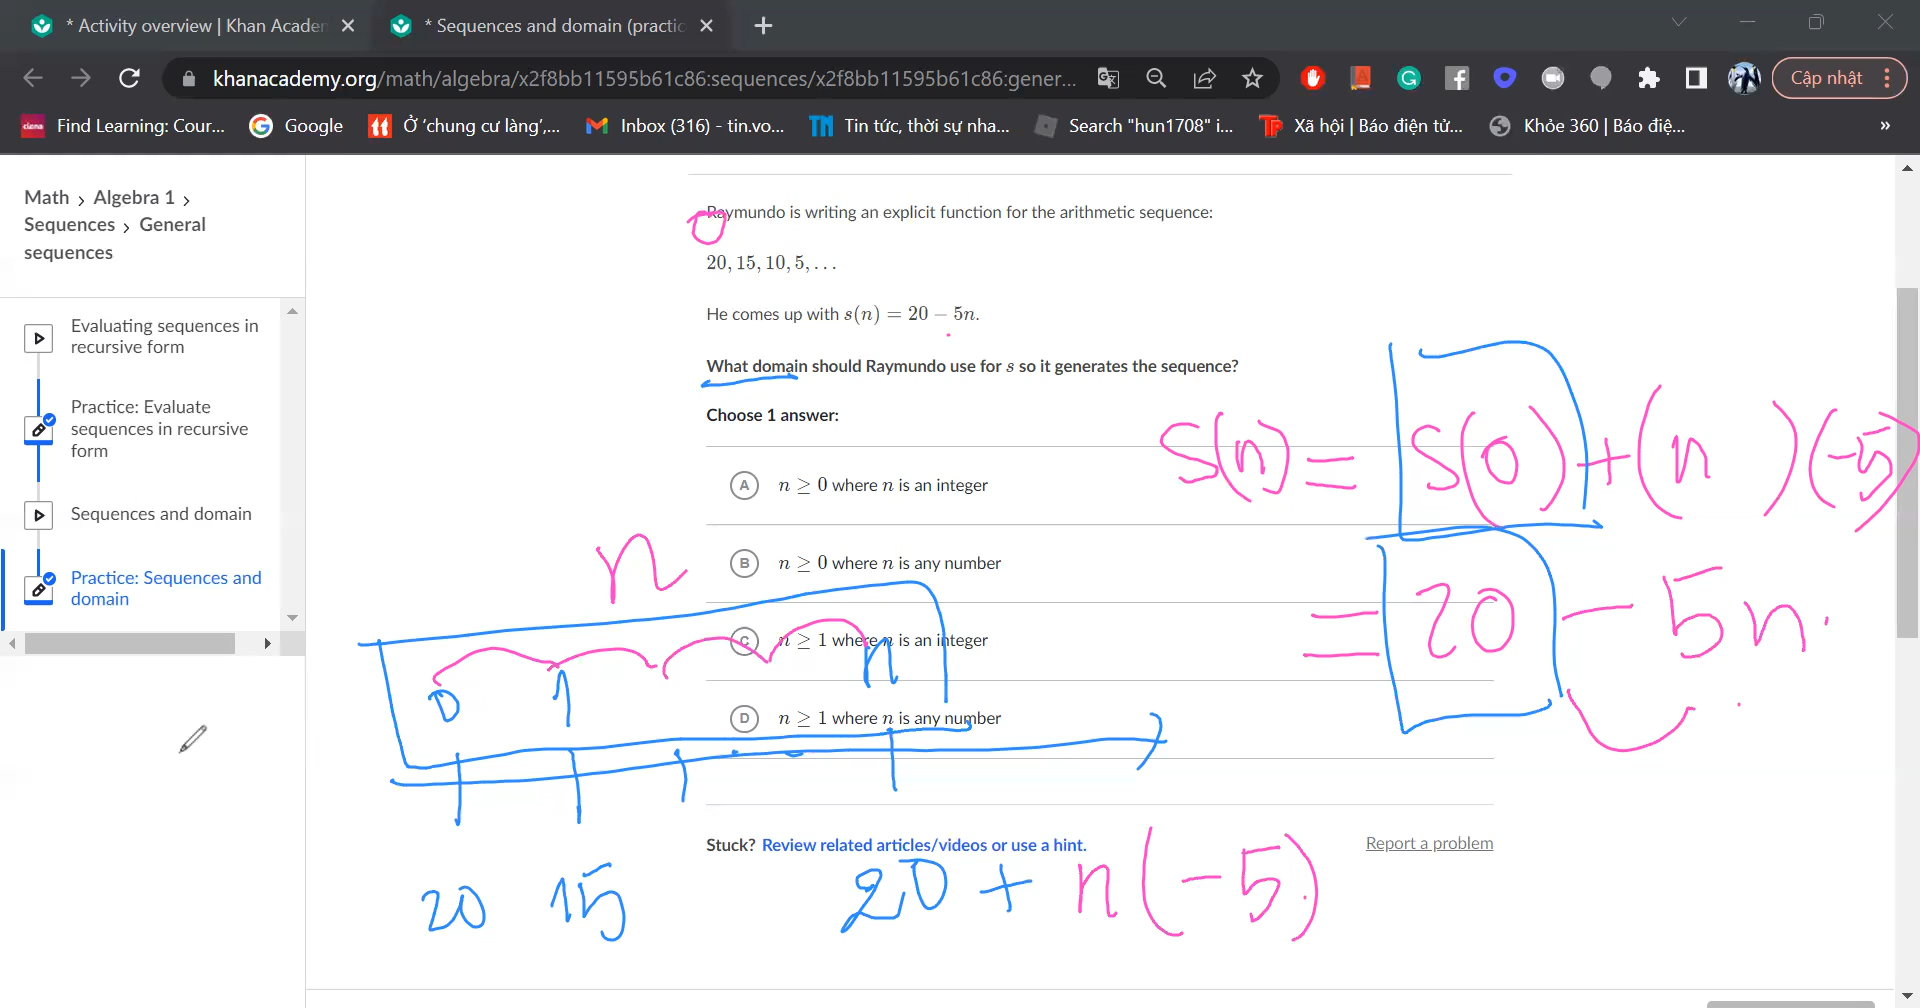 * Activity overview | Khan Acader
* Sequences and domain (practic
khanacademy.org/math/algebra/x2f8bb11595b61c86:sequences/x2f8bb11595b61c86:gener...
Cập nhật
Find Learning: Cour...
Google
Ở 'chung cư làng',...
Inbox (316) - tin.vo...
Tin tức, thời sự nha...
Search "hun1708" i...
Xã hội | Báo điện tử...
Khỏe 360 | Báo điệ...
»
Math > Algebra 1 >
Sequences > General
sequences
Evaluating sequences in
recursive form
Practice: Evaluate
sequences in recursive
form
Sequences and domain
Practice: Sequences and
domain
Raymundo is writing an explicit function for the arithmetic sequence:
0
20, 15, 10, 5, ...
He comes up with s(n) = 20 − 5n.
What domain should Raymundo use for s so it generates the sequence?
Choose 1 answer:
A n ≥ 0 where n is an integer
B n ≥ 0 where n is any number
C n ≥ 1 where n is an integer
D n ≥ 1 where n is any number
S(n) = S(0) + (n )(-5)
= 20 - 5n.
n
0 1 n
20 15
Stuck? Review related articles/videos or use a hint.
Report a problem
20 + n(-5)